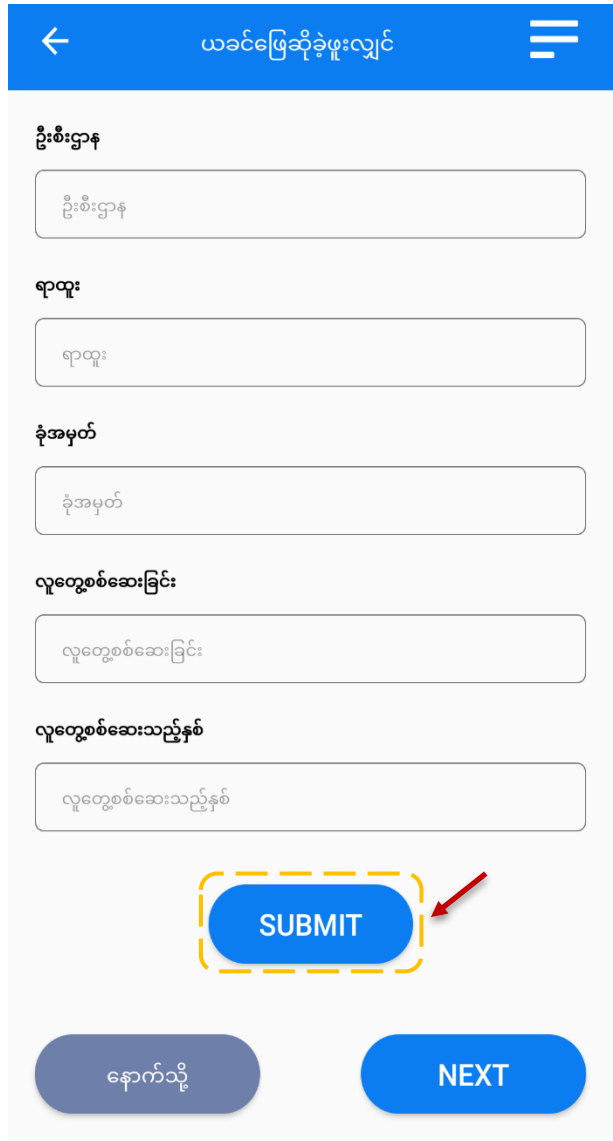 ယခင်ဖြေဆိုခဲ့ဖူးလျှင်
ဦးစီးဌာန
ဦးစီးဌာန
ရာထူး
ရာထူး
ခုံအမှတ်
ခုံအမှတ်
လူတွေ့စစ်ဆေးခြင်း
လူတွေ့စစ်ဆေးခြင်း
လူတွေ့စစ်ဆေးသည့်နှစ်
လူတွေ့စစ်ဆေးသည့်နှစ်
SUBMIT
နောက်သို့
NEXT